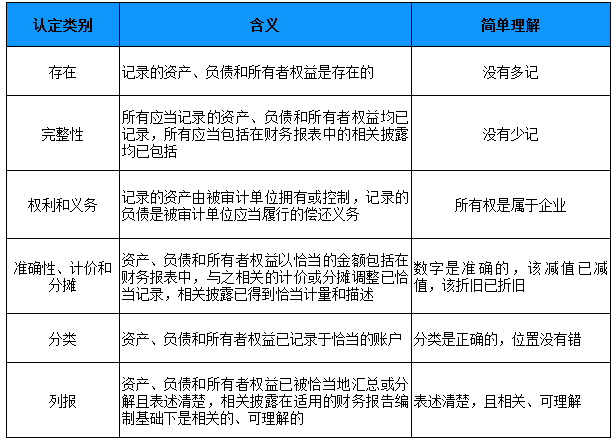 认定类别 含义 简单理解
存在 记录的资产、负债和所有者权益是存在的 没有多记
完整性
所有应当记录的资产、负债和所有者权益均已
记录，所有应当包括在财务报表中的相关披露
均已包括
没有少记
权利和义务
记录的资产由被审计单位拥有或控制，记录的
负债是被审计单位应当履行的偿还义务
所有权是属于企业
准确性、计价和
分摊
资产、负债和所有者权益以恰当的金额包括在
财务报表中，与之相关的计价或分摊调整已恰
当记录，相关披露已得到恰当计量和描述
数字是准确的，该减值已减
值，该折旧已折旧
分类 资产、负债和所有者权益已记录于恰当的账户 分类是正确的，位置没有错
列报
资产、负债和所有者权益已被恰当地汇总或分
解且表述清楚，相关披露在适用的财务报告编
制基础下是相关的、可理解的
表述清楚，且相关、可理解